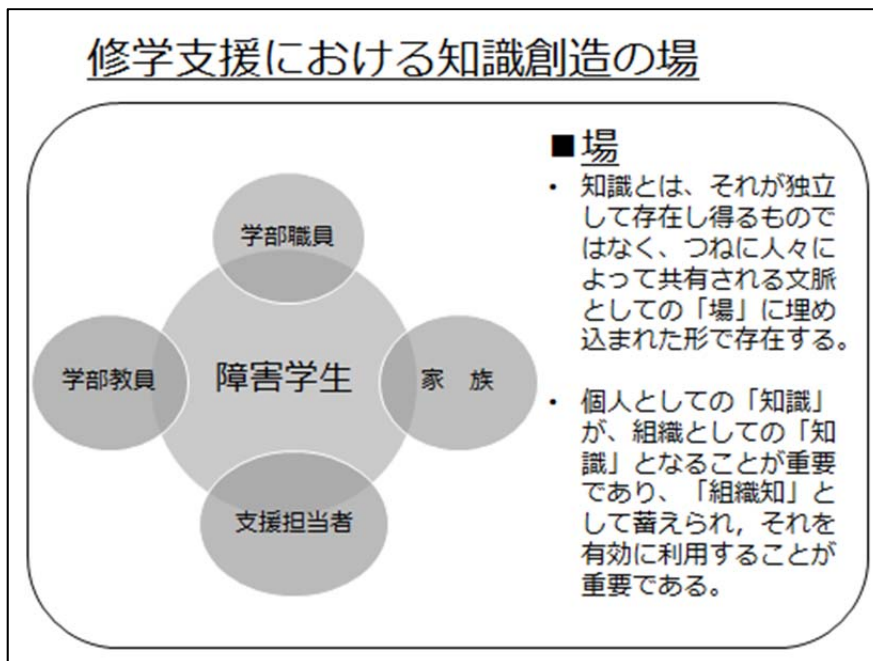 修学支援における知識創造の場
学部職員
学部教員
障害学生
家　族
支援担当者
■場
• 知識とは、それが独立
して存在し得るもので
はなく、つねに人々に
よって共有される文脈
としての「場」に埋め
込まれた形で存在する。
• 個人としての「知識」
が、組織としての「知
識」となることが重要
であり、「組織知」と
して蓄えられ，それを
有効に利用することが
重要である。